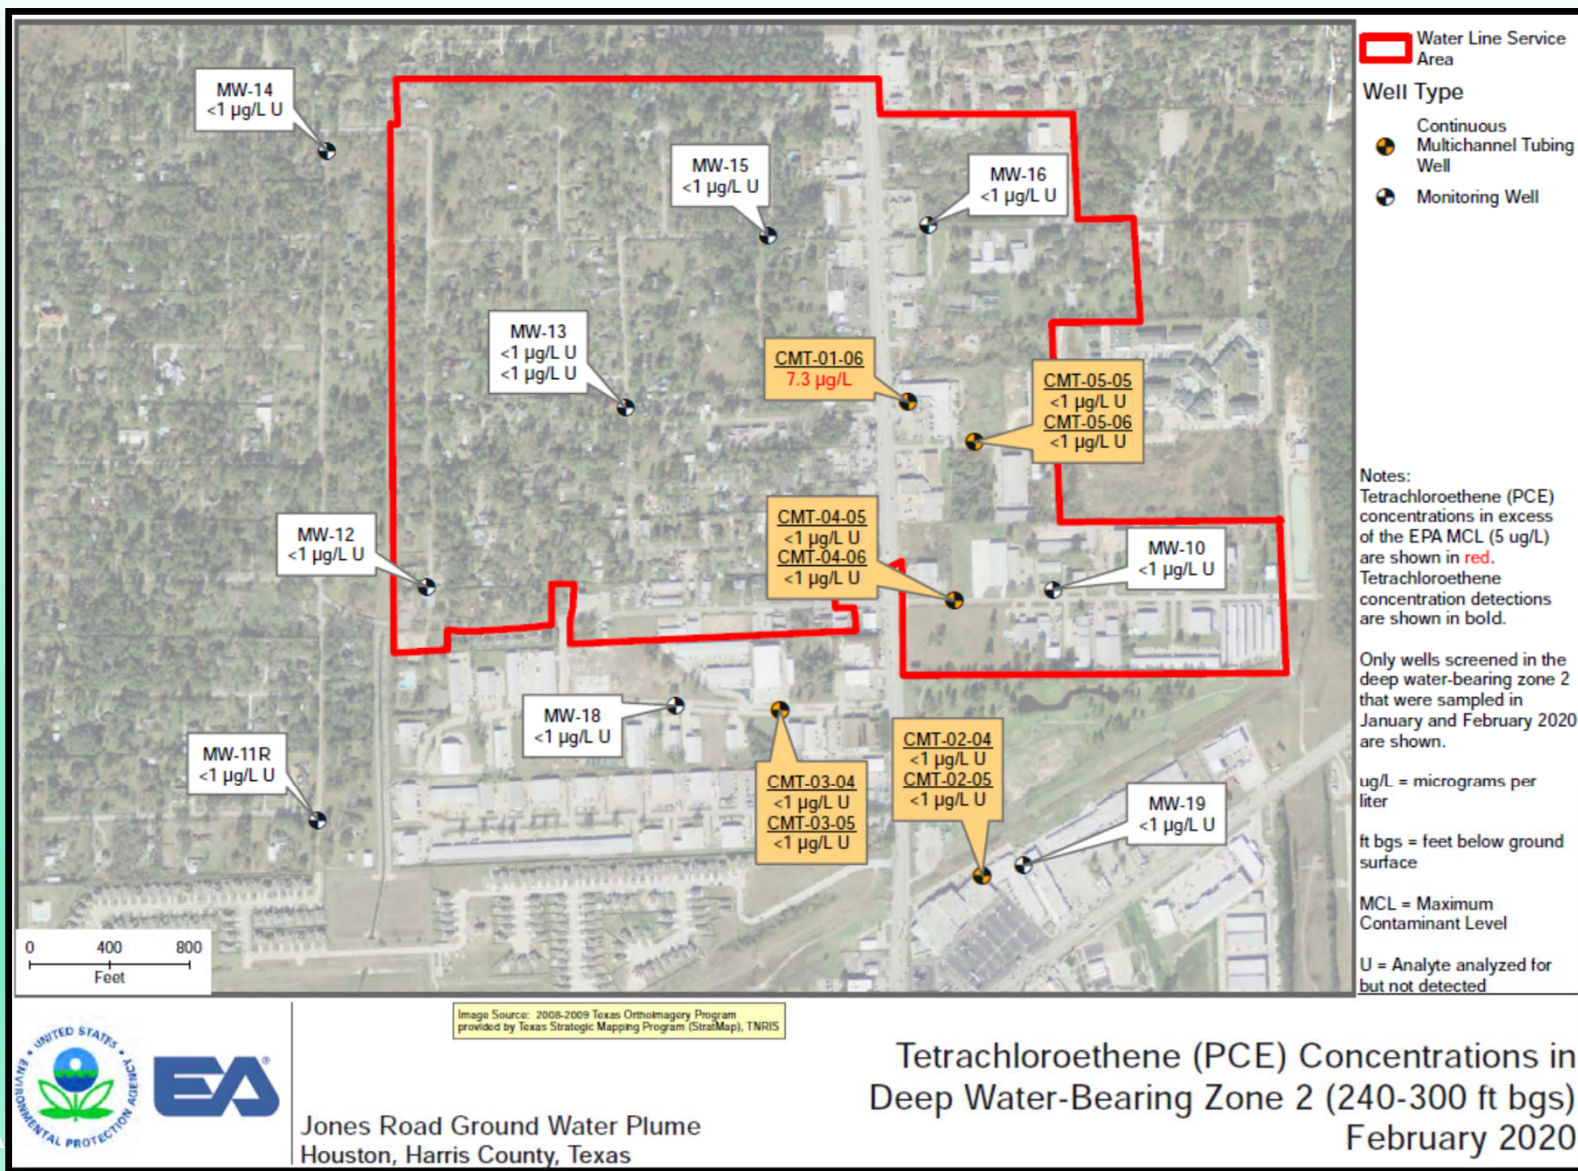 MW-14
<1 µg/L U
MW-15
<1 µg/L U
MW-16
<1 µg/L U
MW-13
<1 µg/L U
<1 µg/L U
CMT-01-06
7.3 µg/L
CMT-05-05
<1 µg/L U
CMT-05-06
<1 µg/L U
CMT-04-05
<1 µg/L U
CMT-04-06
<1 µg/L U
MW-12
<1 µg/L U
MW-10
<1 µg/L U
MW-18
<1 µg/L U
MW-11R
<1 µg/L U
CMT-03-04
<1 µg/L U
CMT-03-05
<1 µg/L U
CMT-02-04
<1 µg/L U
CMT-02-05
<1 µg/L U
MW-19
<1 µg/L U
0 400 800
Feet
N
Water Line Service
Area
Well Type
Continuous
Multichannel Tubing
Well
Monitoring Well
Notes:
Tetrachloroethene (PCE)
concentrations in excess
of the EPA MCL (5 ug/L)
are shown in red.
Tetrachloroethene
concentration detections
are shown in bold.
Only wells screened in the
deep water-bearing zone 2
that were sampled in
January and February 2020
are shown.
ug/L = micrograms per
liter
ft bgs = feet below ground
surface
MCL = Maximum
Contaminant Level
U = Analyte analyzed for
but not detected
Image Source: 2008-2009 Texas Orthoimagery Program
provided by Texas Strategic Mapping Program (StratMap), TNRIS
UNITED STATES
ENVIRONMENTAL PROTECTION AGENCY
EA®
Jones Road Ground Water Plume
Houston, Harris County, Texas
Tetrachloroethene (PCE) Concentrations in
Deep Water-Bearing Zone 2 (240-300 ft bgs)
February 2020